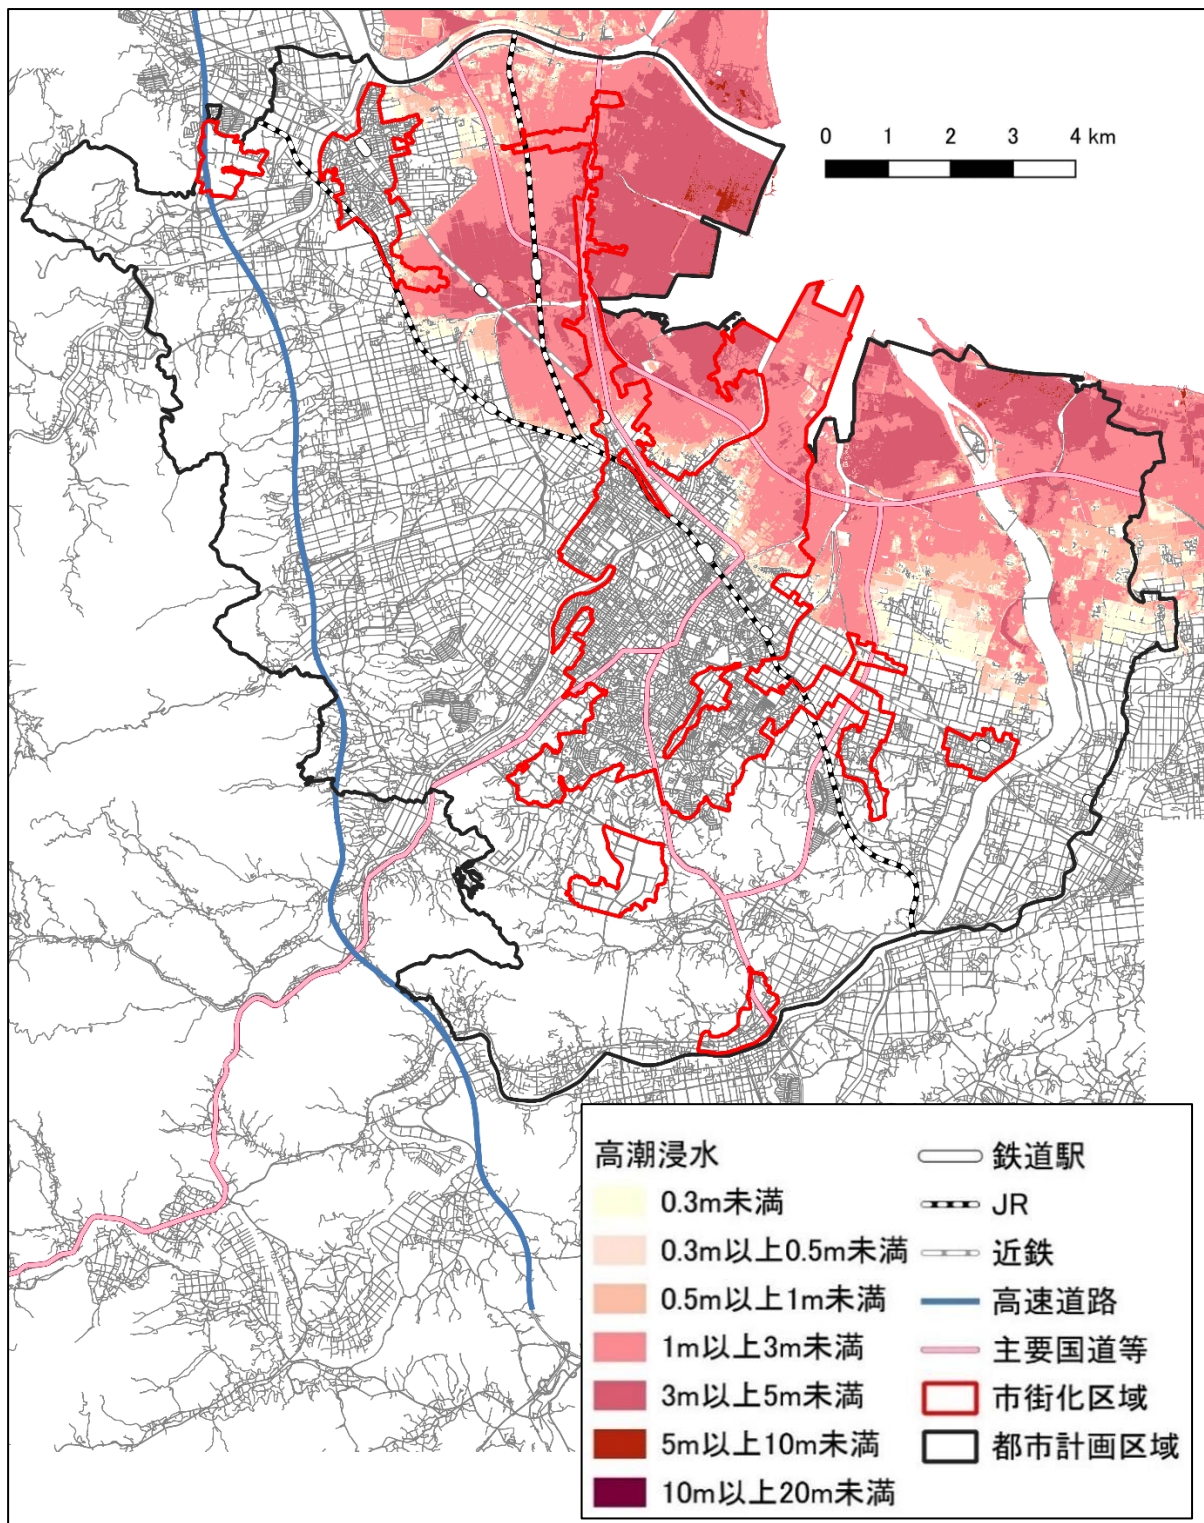 0 1 2 3 4 km
高潮浸水
0.3m未満
0.3m以上0.5m未満
0.5m以上1m未満
1m以上3m未満
3m以上5m未満
5m以上10m未満
10m以上20m未満
鉄道駅
JR
近鉄
高速道路
主要国道等
市街化区域
都市計画区域